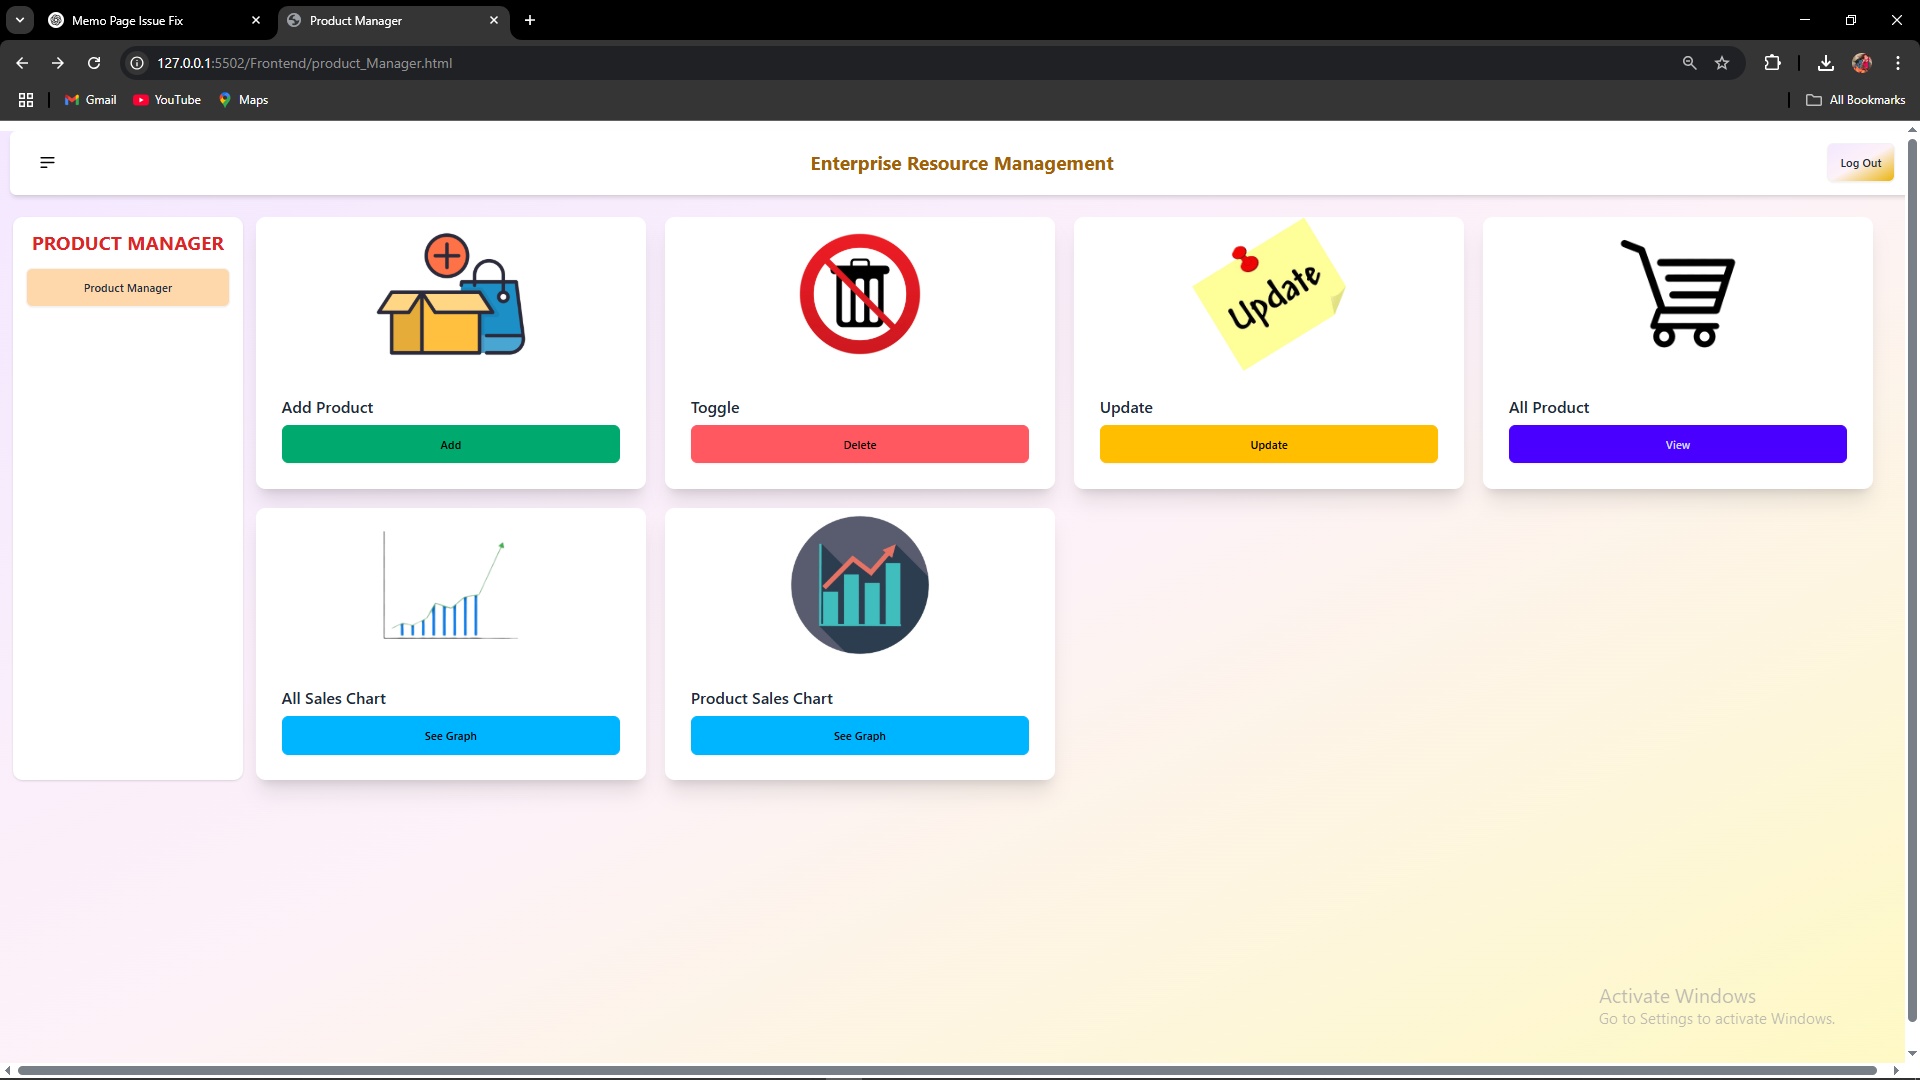 Memo Page Issue Fix
Product Manager
127.0.0.1:5502/Frontend/product_Manager.html
Gmail
YouTube
Maps
All Bookmarks
Enterprise Resource Management
Log Out
PRODUCT MANAGER
Product Manager
Add Product
Add
Toggle
Delete
Update
Update
Update
All Product
View
All Sales Chart
See Graph
Product Sales Chart
See Graph
Activate Windows
Go to Settings to activate Windows.